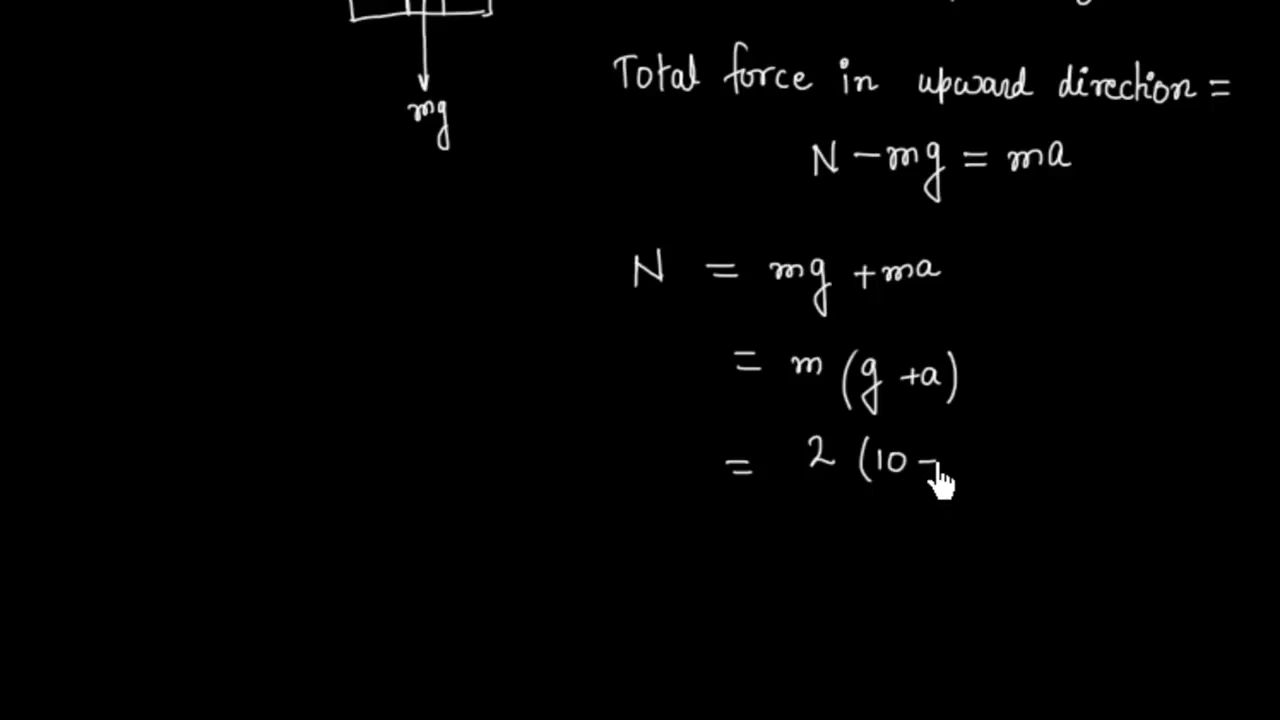 mg
Total force in upward direction =
N - mg = ma
N = mg + ma
= m (g + a)
= 2 (10 -